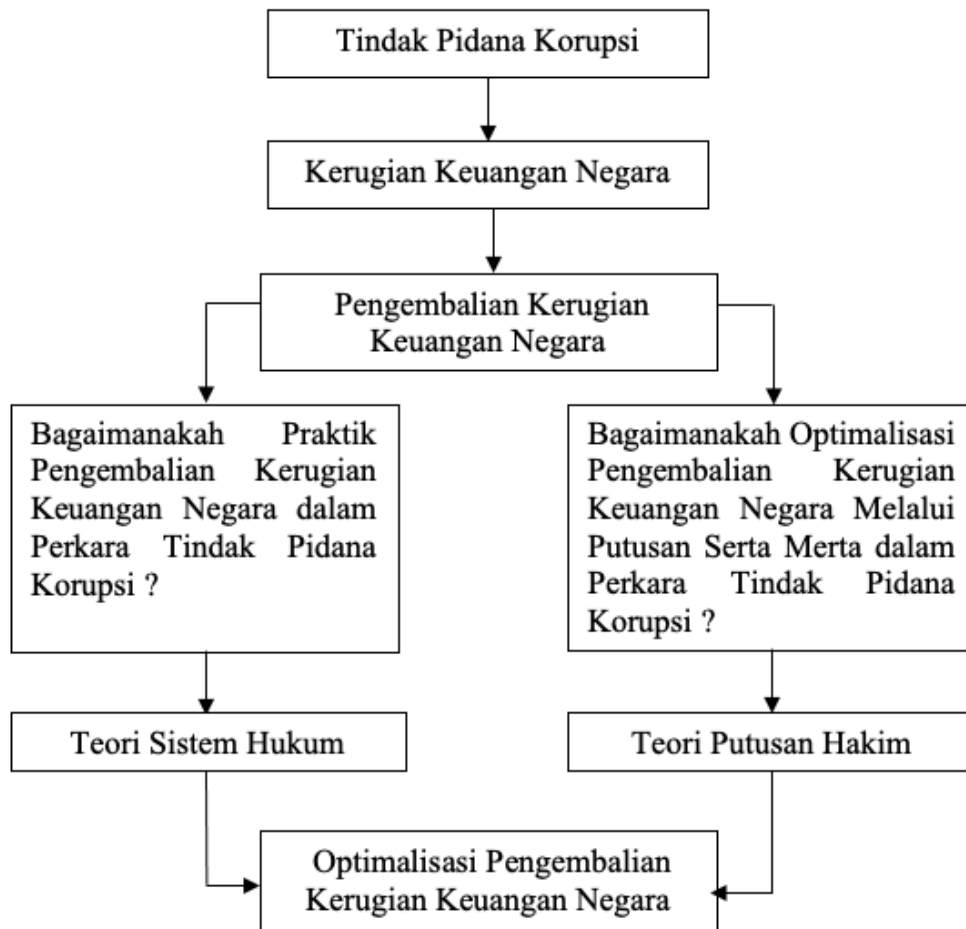 Tindak Pidana Korupsi
Kerugian Keuangan Negara
Pengembalian Kerugian
Keuangan Negara
Bagaimanakah Praktik
Pengembalian Kerugian
Keuangan Negara dalam
Perkara Tindak Pidana
Korupsi ?
Bagaimanakah Optimalisasi
Pengembalian Kerugian
Keuangan Negara Melalui
Putusan Serta Merta dalam
Perkara Tindak Pidana
Korupsi ?
Teori Sistem Hukum
Teori Putusan Hakim
Optimalisasi Pengembalian
Kerugian Keuangan Negara